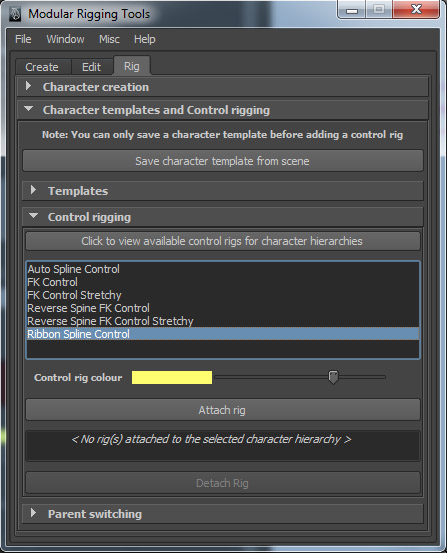 Modular Rigging Tools
File Window Misc Help
Create Edit Rig
Character creation
Character templates and Control rigging
Note: You can only save a character template before adding a control rig
Save character template from scene
Templates
Control rigging
Click to view available control rigs for character hierarchies
Auto Spline Control
FK Control
FK Control Stretchy
Reverse Spine FK Control
Reverse Spine FK Control Stretchy
Ribbon Spline Control
Control rig colour
Attach rig
< No rig(s) attached to the selected character hierarchy >
Detach Rig
Parent switching